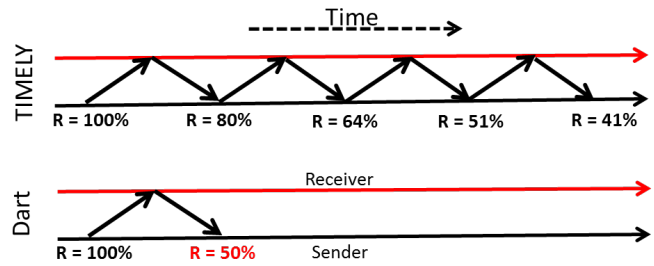 Time
TIMELY
R = 100% R = 80% R = 64% R = 51% R = 41%
Dart
Receiver
R = 100% R = 50% Sender